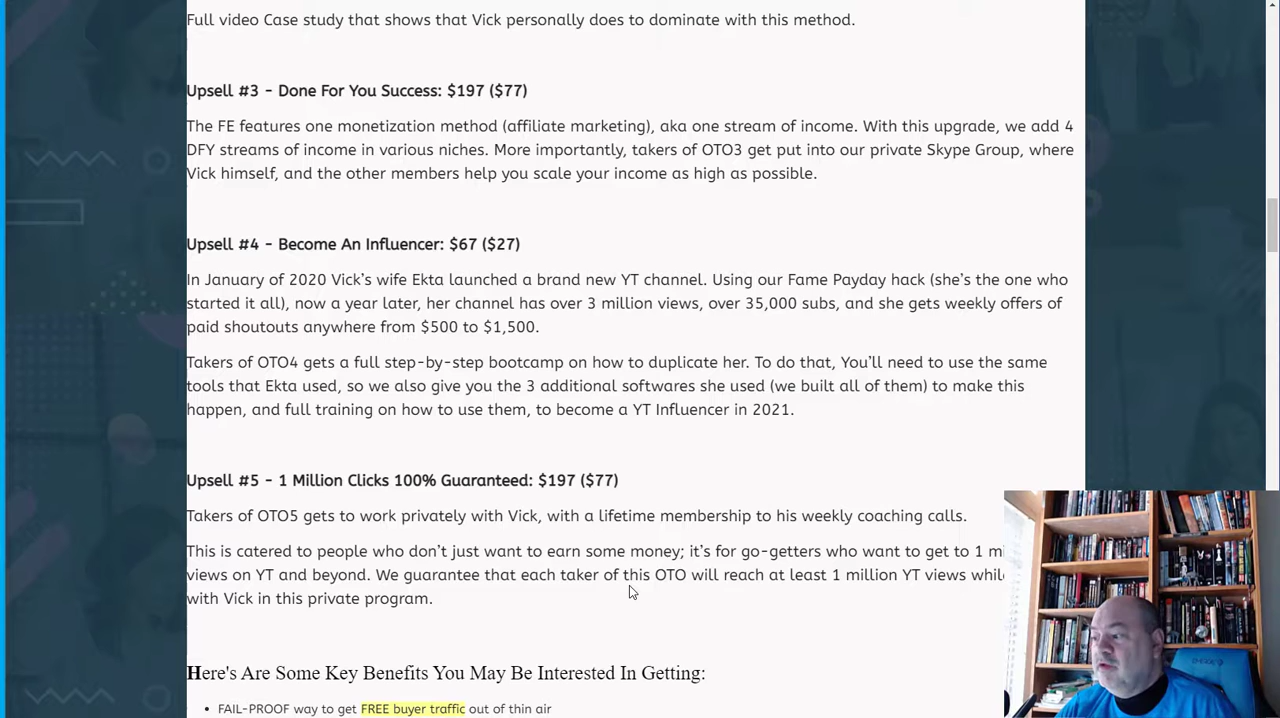 Full video Case study that shows that Vick personally does to dominate with this method.
Upsell #3 - Done For You Success: $197 ($77)
The FE features one monetization method (affiliate marketing), aka one stream of income. With this upgrade, we add 4
DFY streams of income in various niches. More importantly, takers of OTO3 get put into our private Skype Group, where
Vick himself, and the other members help you scale your income as high as possible.
Upsell #4 - Become An Influencer: $67 ($27)
In January of 2020 Vick's wife Ekta launched a brand new YT channel. Using our Fame Payday hack (she's the one who
started it all), now a year later, her channel has over 3 million views, over 35,000 subs, and she gets weekly offers of
paid shoutouts anywhere from $500 to $1,500.
Takers of OTO4 gets a full step-by-step bootcamp on how to duplicate her. To do that, You'll need to use the same
tools that Ekta used, so we also give you the 3 additional softwares she used (we built all of them) to make this
happen, and full training on how to use them, to become a YT Influencer in 2021.
Upsell #5 - 1 Million Clicks 100% Guaranteed: $197 ($77)
Takers of OTO5 gets to work privately with Vick, with a lifetime membership to his weekly coaching calls.
This is catered to people who don't just want to earn some money; it's for go-getters who want to get to 1 mi
views on YT and beyond. We guarantee that each taker of this OTO will reach at least 1 million YT views whil
with Vick in this private program.
Here's Are Some Key Benefits You May Be Interested In Getting:
• FAIL-PROOF way to get FREE buyer traffic out of thin air